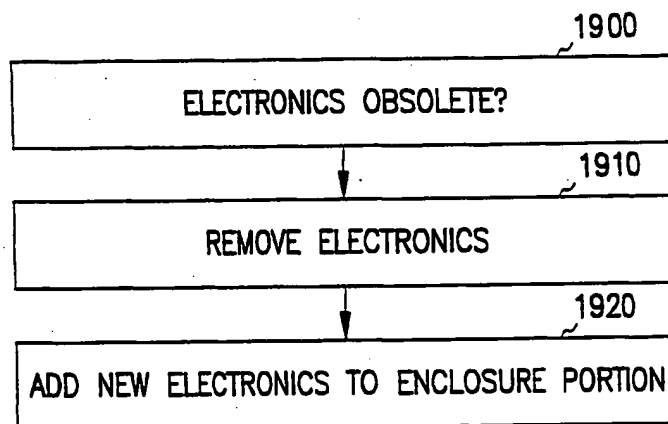 1900
ELECTRONICS OBSOLETE?
1910
REMOVE ELECTRONICS
1920
ADD NEW ELECTRONICS TO ENCLOSURE PORTION